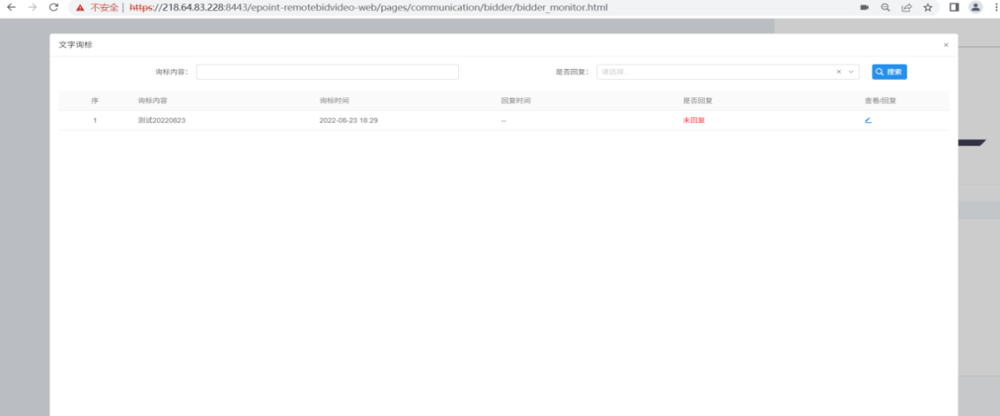 不安全 | https://218.64.83.228:8443/epoint-remotebidvideo-web/pages/communication/bidder/bidder_monitor.html
文字询标 ×
询标内容： 是否回复： 请选择... × 搜索
序 询标内容 询标时间 回复时间 是否回复 查看/回复
1 测试20220823 2022-08-23 18:29 -- 未回复